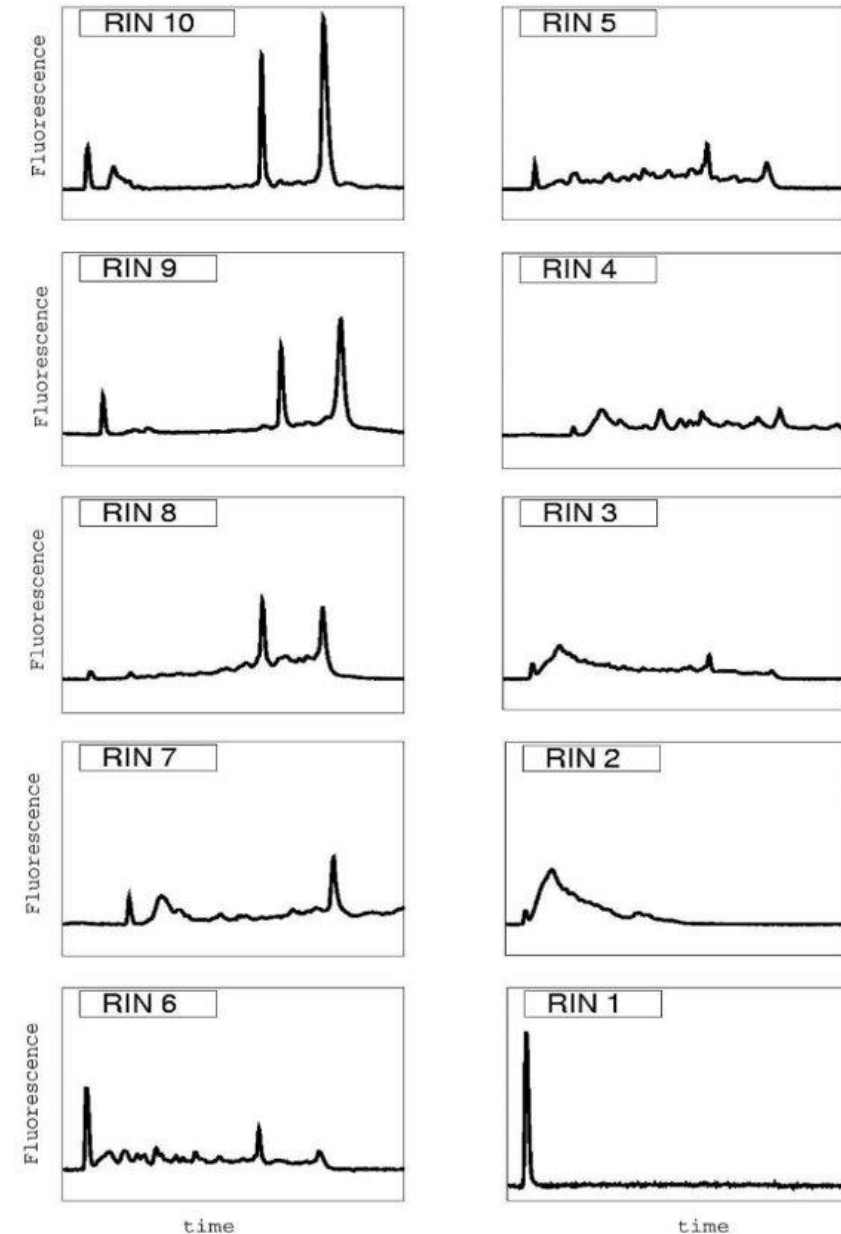 Fluorescence
RIN 10
RIN 5
Fluorescence
RIN 9
RIN 4
Fluorescence
RIN 8
RIN 3
Fluorescence
RIN 7
RIN 2
Fluorescence
RIN 6
RIN 1
time
time